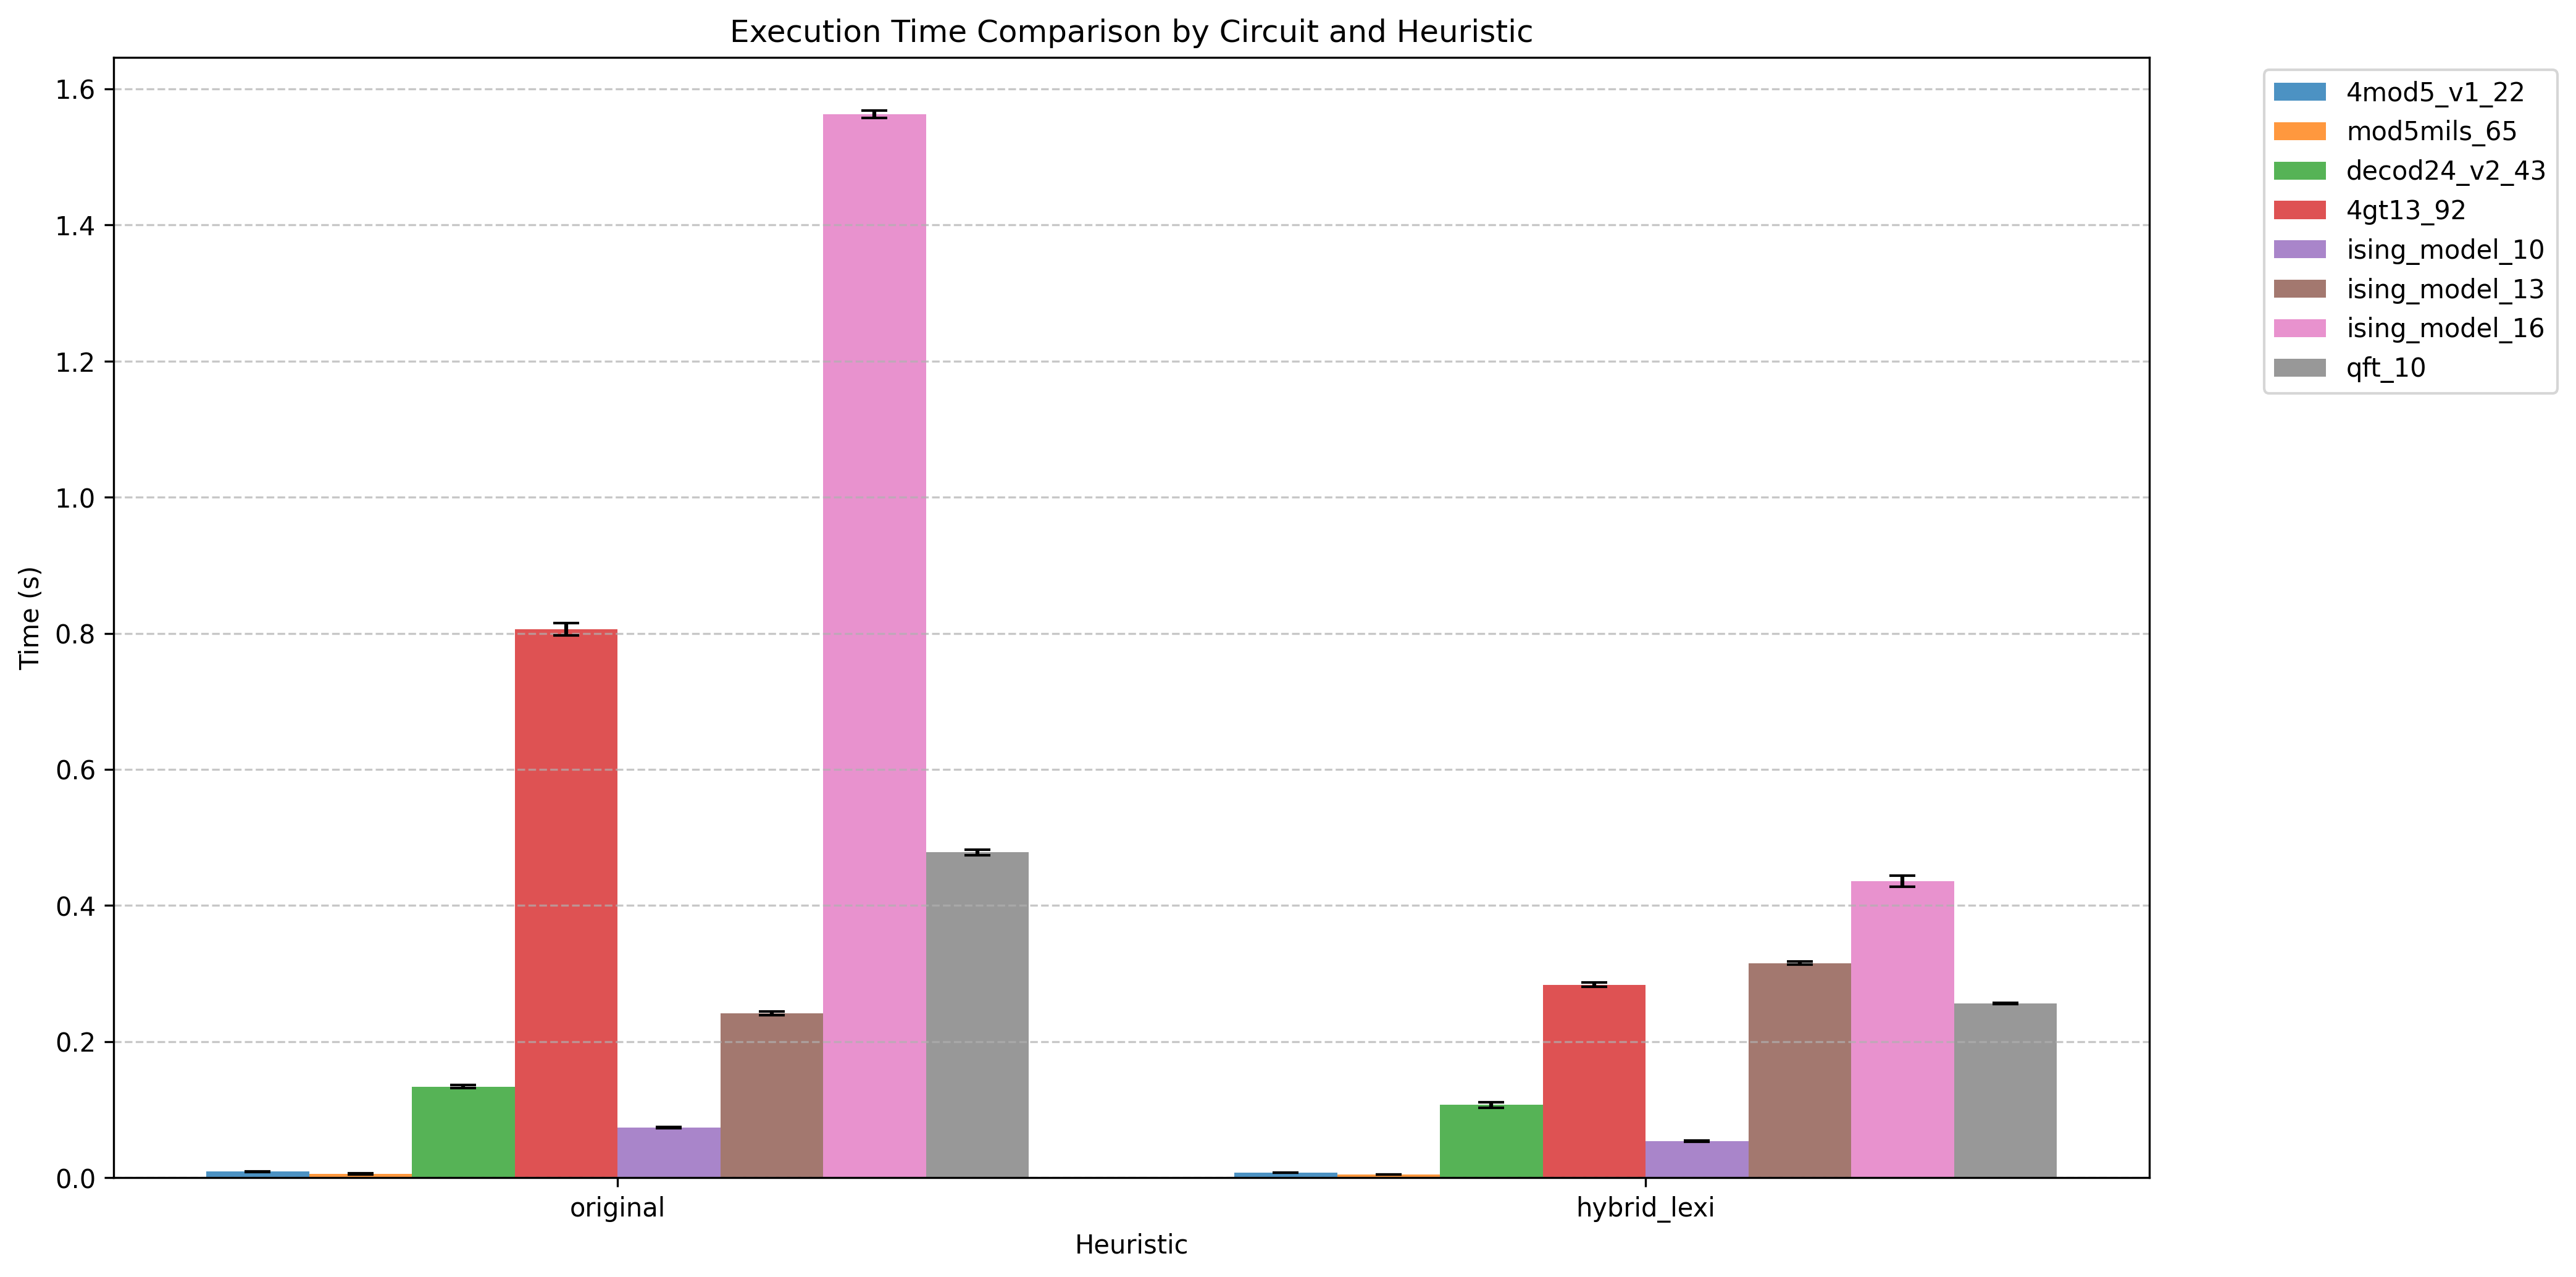 Execution Time Comparison by Circuit and Heuristic
1.6
1.4
1.2
1.0
0.8
0.6
0.4
0.2
0.0
Time (s)
original
hybrid_lexi
Heuristic
4mod5_v1_22
mod5mils_65
decod24_v2_43
4gt13_92
ising_model_10
ising_model_13
ising_model_16
qft_10